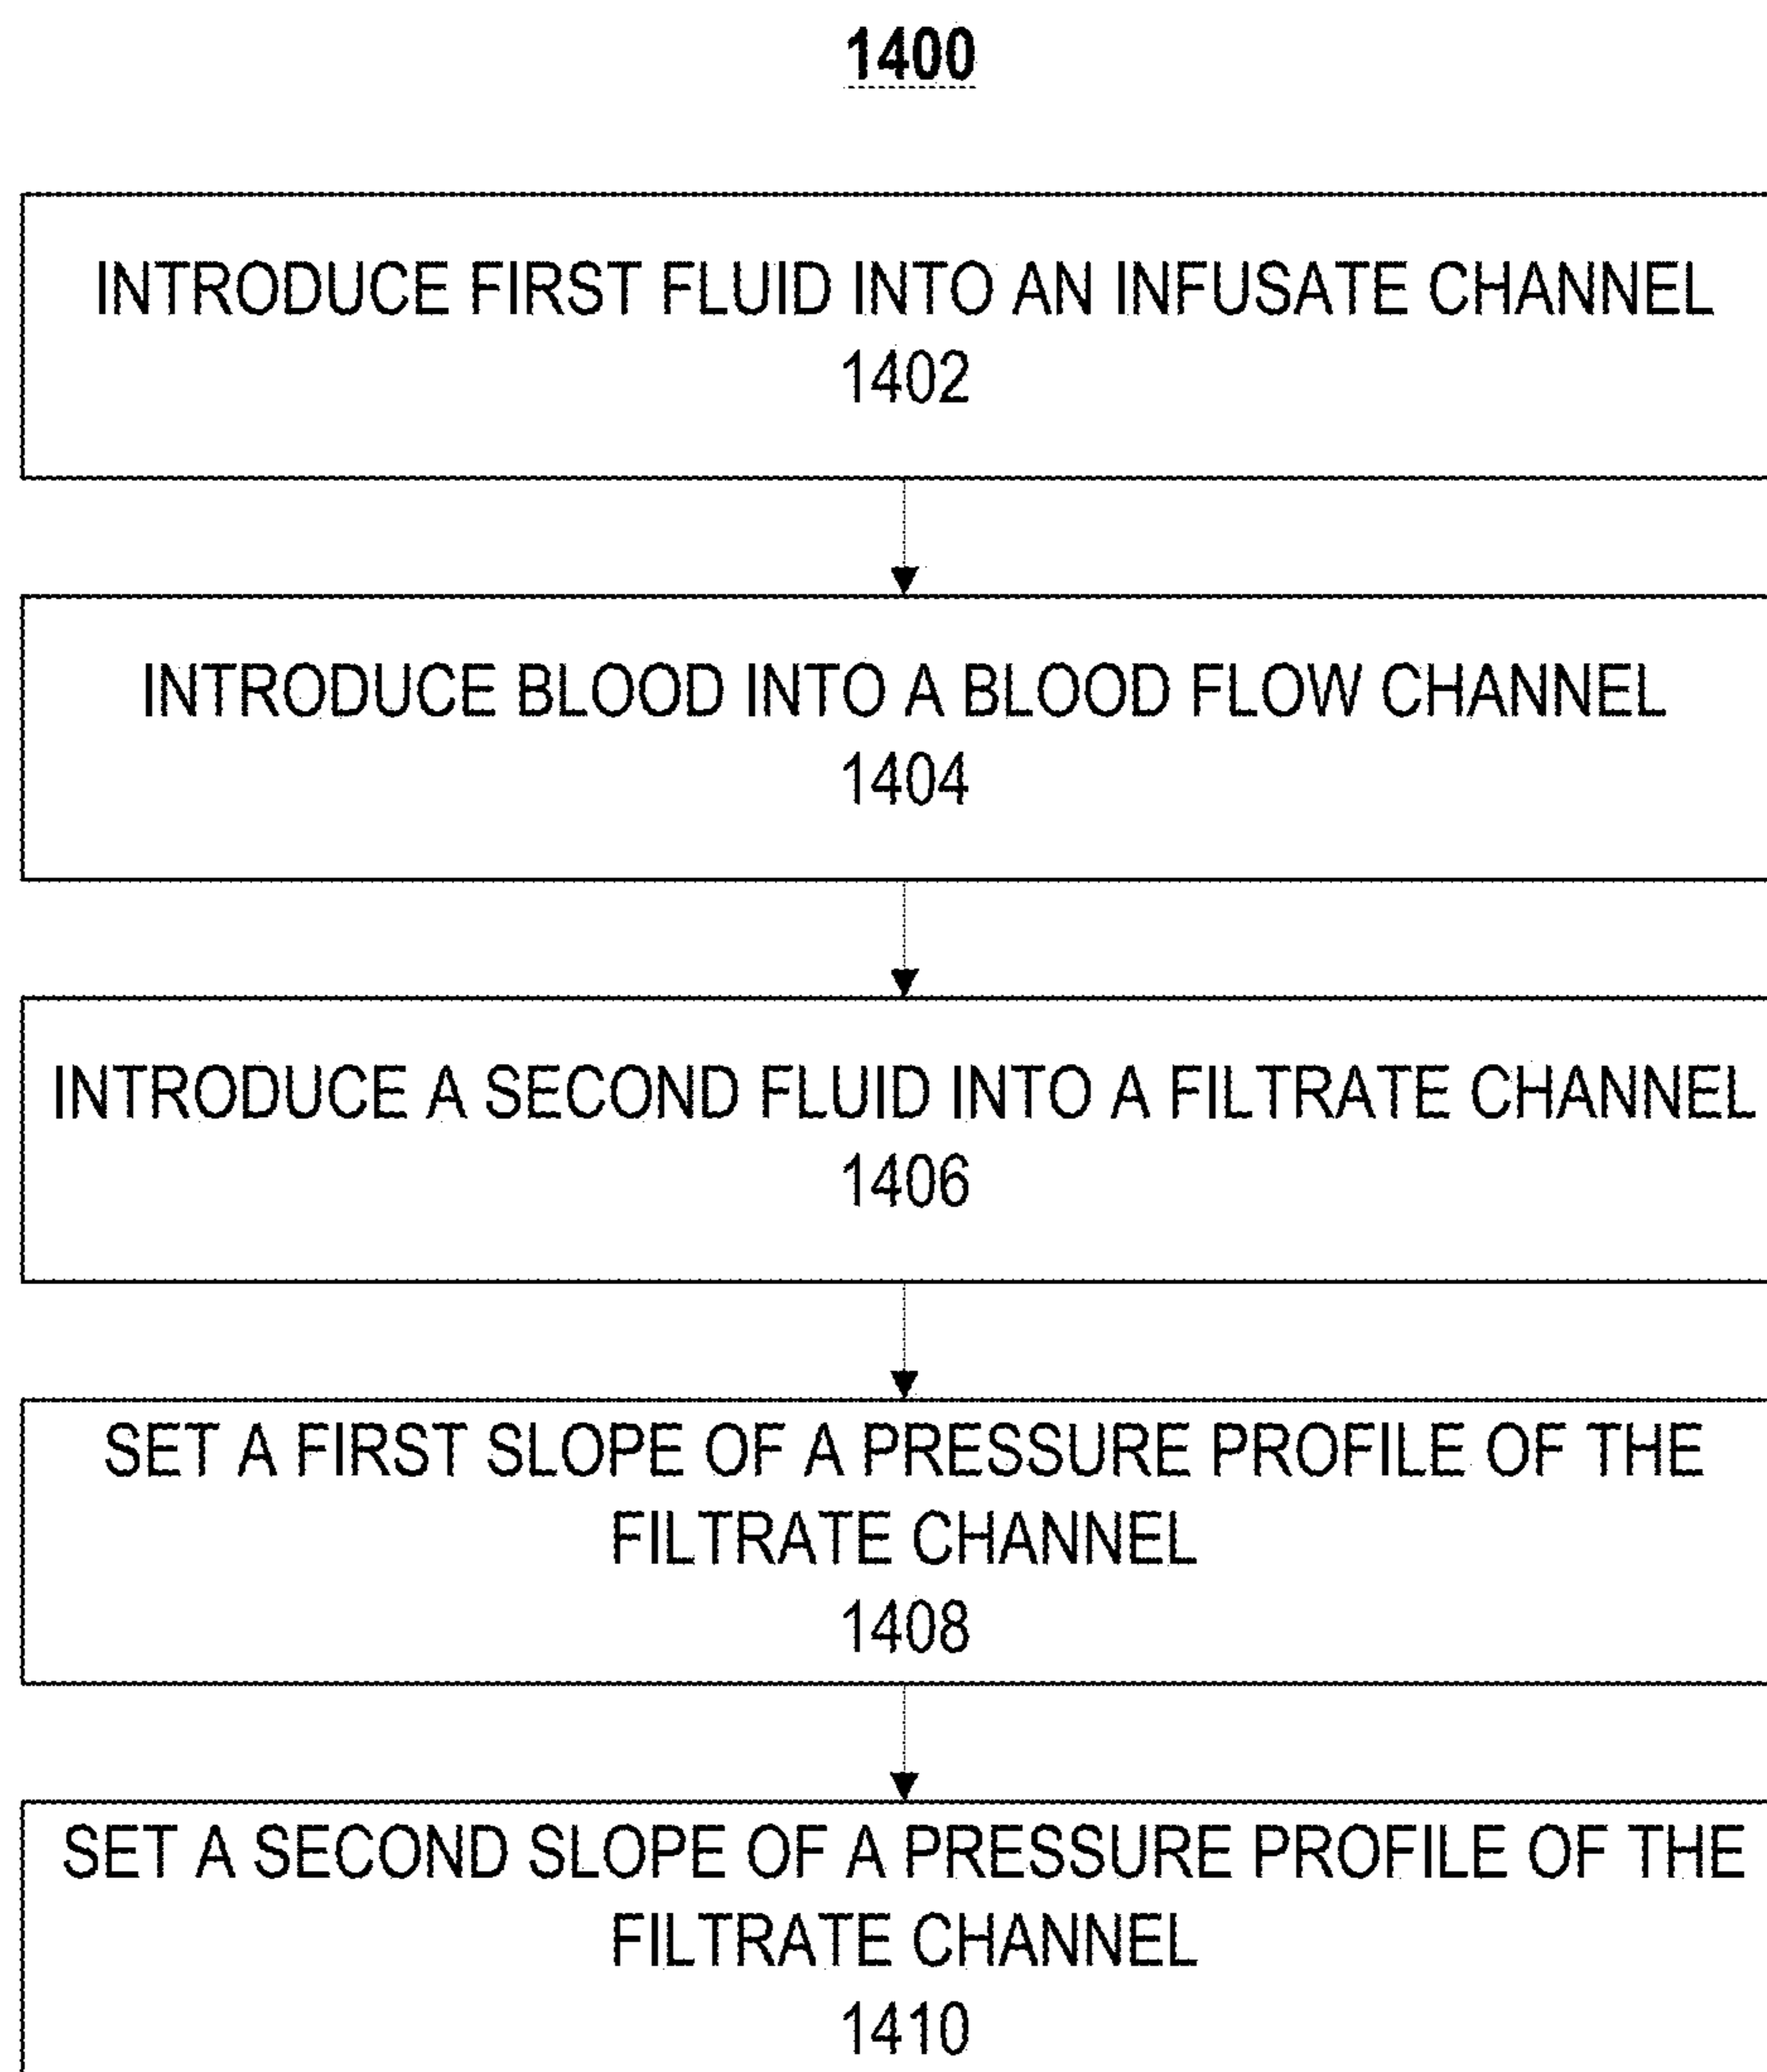 1400
INTRODUCE FIRST FLUID INTO AN INFUSATE CHANNEL
1402
INTRODUCE BLOOD INTO A BLOOD FLOW CHANNEL
1404
INTRODUCE A SECOND FLUID INTO A FILTRATE CHANNEL
1406
SET A FIRST SLOPE OF A PRESSURE PROFILE OF THE
FILTRATE CHANNEL
1408
SET A SECOND SLOPE OF A PRESSURE PROFILE OF THE
FILTRATE CHANNEL
1410